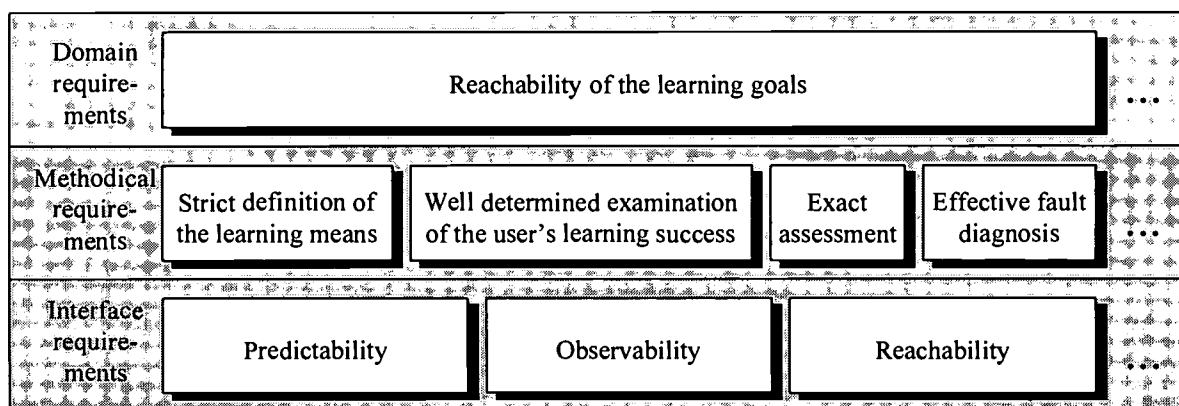 Domain
require-
ments
Reachability of the learning goals
...
Methodical
require-
ments
Strict definition of
the learning means
Well determined examination
of the user's learning success
Exact
assessment
Effective fault
diagnosis
...
Interface
require-
ments
Predictability
Observability
Reachability
...